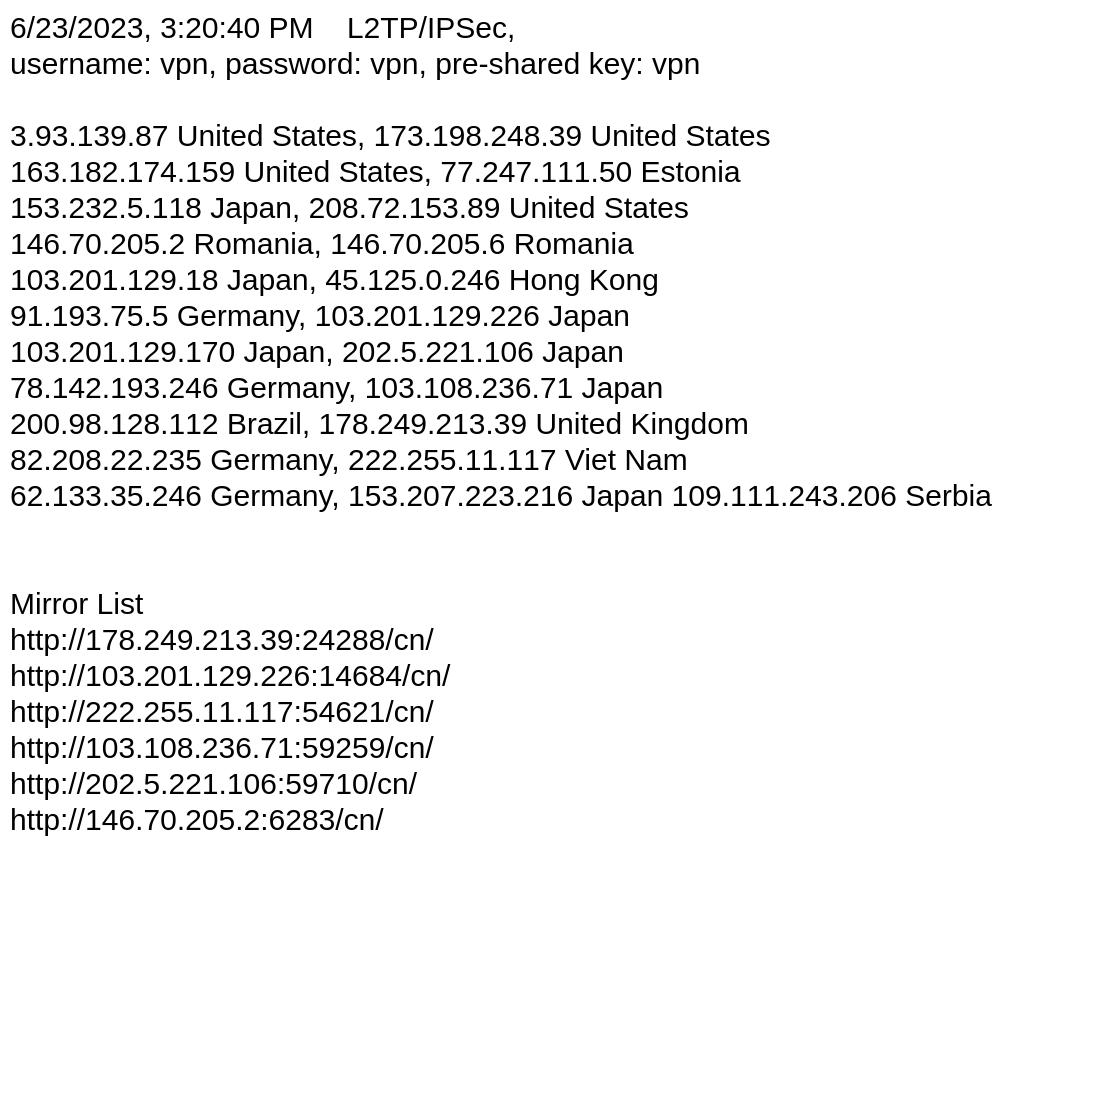 6/23/2023, 3:20:40 PM    L2TP/IPSec,
username: vpn, password: vpn, pre-shared key: vpn
3.93.139.87 United States, 173.198.248.39 United States
163.182.174.159 United States, 77.247.111.50 Estonia
153.232.5.118 Japan, 208.72.153.89 United States
146.70.205.2 Romania, 146.70.205.6 Romania
103.201.129.18 Japan, 45.125.0.246 Hong Kong
91.193.75.5 Germany, 103.201.129.226 Japan
103.201.129.170 Japan, 202.5.221.106 Japan
78.142.193.246 Germany, 103.108.236.71 Japan
200.98.128.112 Brazil, 178.249.213.39 United Kingdom
82.208.22.235 Germany, 222.255.11.117 Viet Nam
62.133.35.246 Germany, 153.207.223.216 Japan 109.111.243.206 Serbia
Mirror List
http://178.249.213.39:24288/cn/
http://103.201.129.226:14684/cn/
http://222.255.11.117:54621/cn/
http://103.108.236.71:59259/cn/
http://202.5.221.106:59710/cn/
http://146.70.205.2:6283/cn/